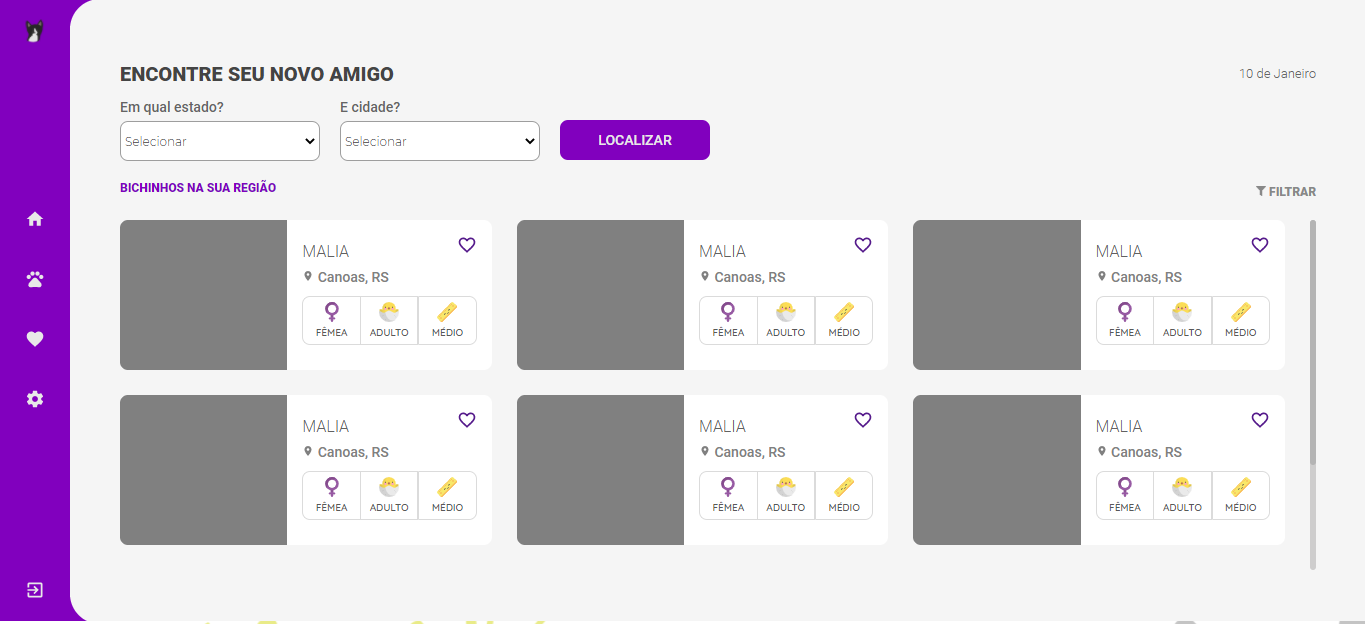 ENCONTRE SEU NOVO AMIGO
10 de Janeiro
Em qual estado?
E cidade?
Selecionar
Selecionar
LOCALIZAR
BICHINHOS NA SUA REGIÃO
FILTRAR
MALIA
Canoas, RS
FÊMEA ADULTO MÉDIO
MALIA
Canoas, RS
FÊMEA ADULTO MÉDIO
MALIA
Canoas, RS
FÊMEA ADULTO MÉDIO
MALIA
Canoas, RS
FÊMEA ADULTO MÉDIO
MALIA
Canoas, RS
FÊMEA ADULTO MÉDIO
MALIA
Canoas, RS
FÊMEA ADULTO MÉDIO